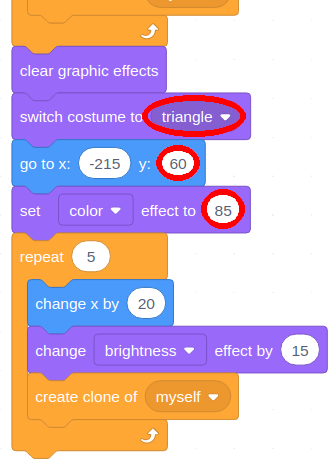 clear graphic effects
switch costume to triangle
go to x: -215 y: 60
set color effect to 85
repeat 5
change x by 20
change brightness effect by 15
create clone of myself